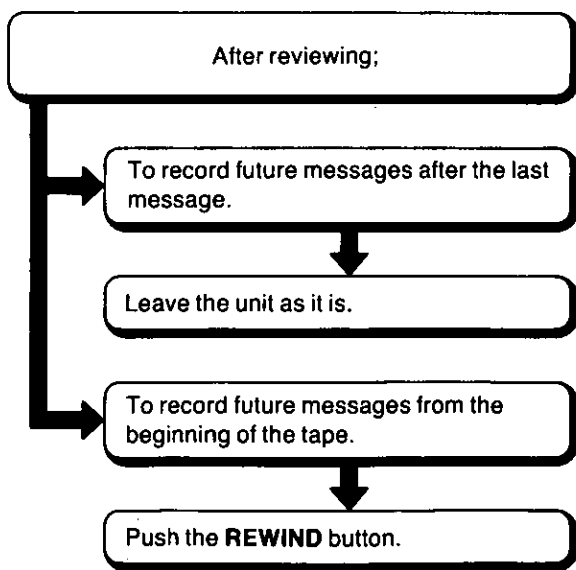 After reviewing;
To record future messages after the last
message.
Leave the unit as it is.
To record future messages from the
beginning of the tape.
Push the REWIND button.